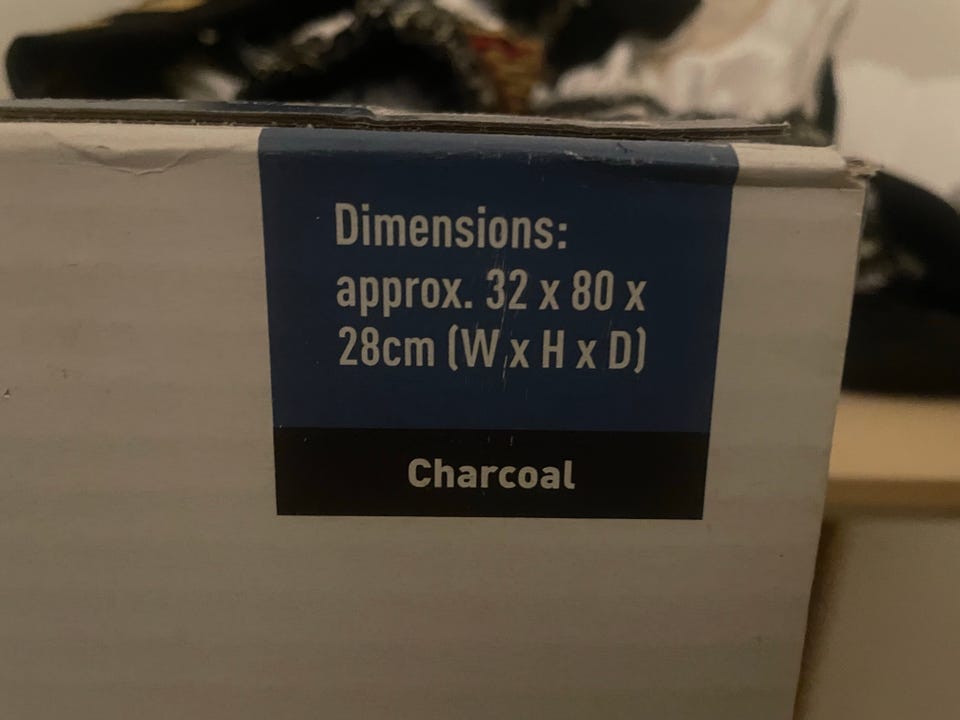 Dimensions:
approx. 32 x 80 x
28cm (W x H x D)
Charcoal